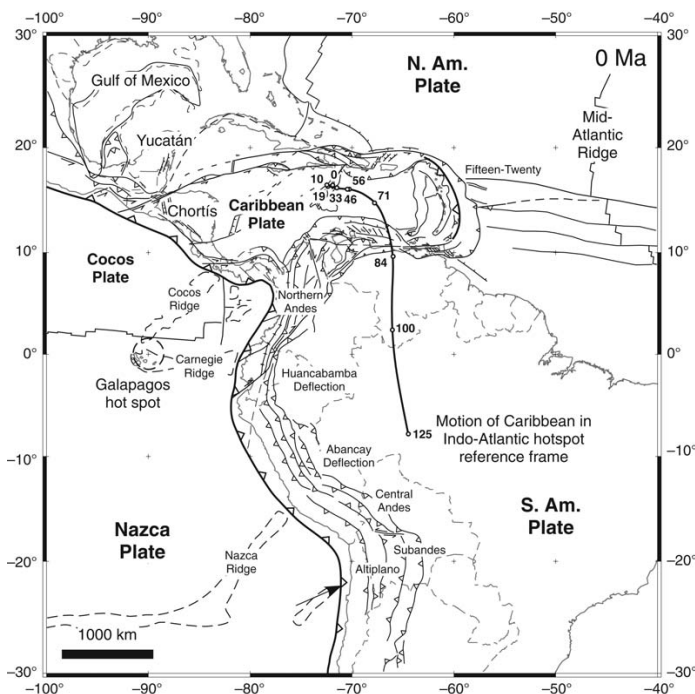 −100° −90° −80° −70° −60° −50° −40°
30°
0 Ma
N. Am.
Plate
Gulf of Mexico
Mid-
Atlantic
Ridge
20°
Yucatán
Fifteen-Twenty
10 0 56
19 33 46 71
Chortís
Caribbean
Plate
10°
84
Cocos
Plate
Cocos
Ridge
Northern
Andes
100
0°
Carnegie
Ridge
Galapagos
hot spot
Huancabamba
Deflection
125
Motion of Caribbean in
Indo-Atlantic hotspot
reference frame
−10°
Abancay
Deflection
Central
Andes
S. Am.
Plate
Nazca
Plate
−20°
Nazca
Ridge
Altiplano
Subandes
1000 km
−30°
−100° −90° −80° −70° −60° −50° −40°
30°
20°
10°
0°
−10°
−20°
−30°